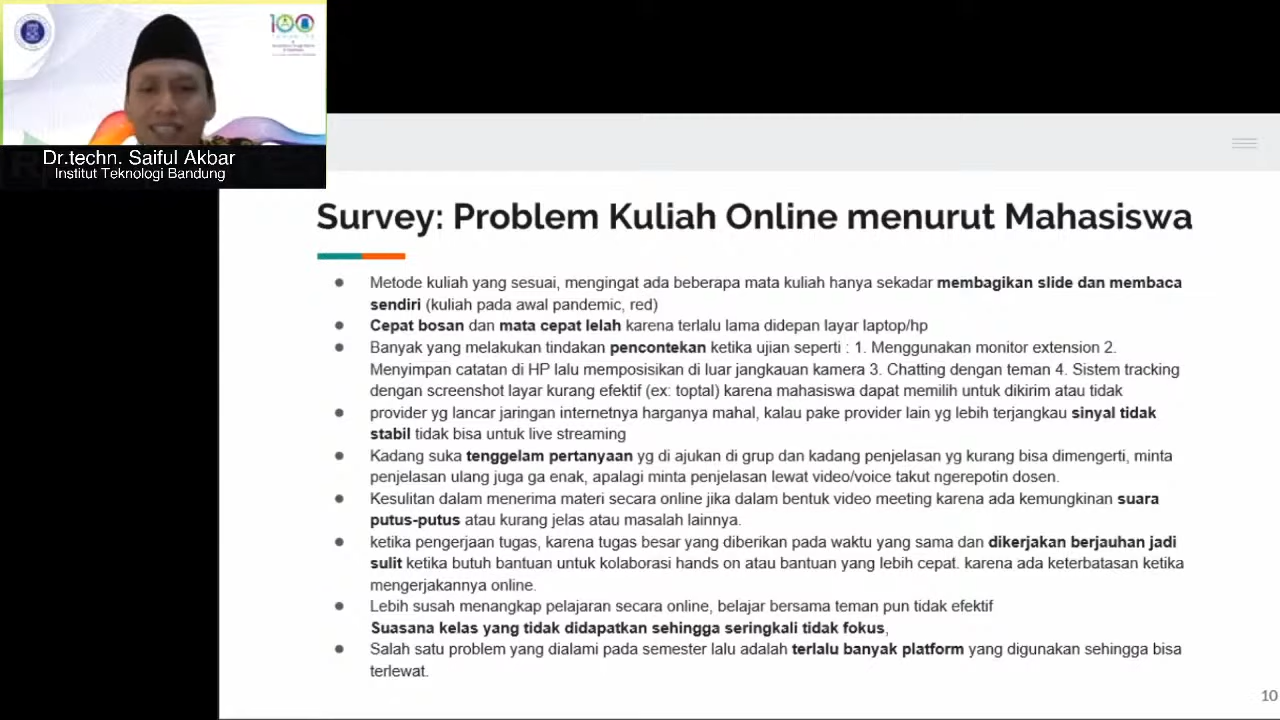 100
Dr.techn. Saiful Akbar
Institut Teknologi Bandung
Survey: Problem Kuliah Online menurut Mahasiswa
● Metode kuliah yang sesuai, mengingat ada beberapa mata kuliah hanya sekadar membagikan slide dan membaca
sendiri (kuliah pada awal pandemic, red)
● Cepat bosan dan mata cepat lelah karena terlalu lama didepan layar laptop/hp
● Banyak yang melakukan tindakan pencontekan ketika ujian seperti : 1. Menggunakan monitor extension 2.
Menyimpan catatan di HP lalu memposisikan di luar jangkauan kamera 3. Chatting dengan teman 4. Sistem tracking
dengan screenshot layar kurang efektif (ex: toptal) karena mahasiswa dapat memilih untuk dikirim atau tidak
● provider yg lancar jaringan internetnya harganya mahal, kalau pake provider lain yg lebih terjangkau sinyal tidak
stabil tidak bisa untuk live streaming
● Kadang suka tenggelam pertanyaan yg di ajukan di grup dan kadang penjelasan yg kurang bisa dimengerti, minta
penjelasan ulang juga ga enak, apalagi minta penjelasan lewat video/voice takut ngerepotin dosen.
● Kesulitan dalam menerima materi secara online jika dalam bentuk video meeting karena ada kemungkinan suara
putus-putus atau kurang jelas atau masalah lainnya.
● ketika pengerjaan tugas, karena tugas besar yang diberikan pada waktu yang sama dan dikerjakan berjauhan jadi
sulit ketika butuh bantuan untuk kolaborasi hands on atau bantuan yang lebih cepat. karena ada keterbatasan ketika
mengerjakannya online.
● Lebih susah menangkap pelajaran secara online, belajar bersama teman pun tidak efektif
Suasana kelas yang tidak didapatkan sehingga seringkali tidak fokus,
● Salah satu problem yang dialami pada semester lalu adalah terlalu banyak platform yang digunakan sehingga bisa
terlewat.
10